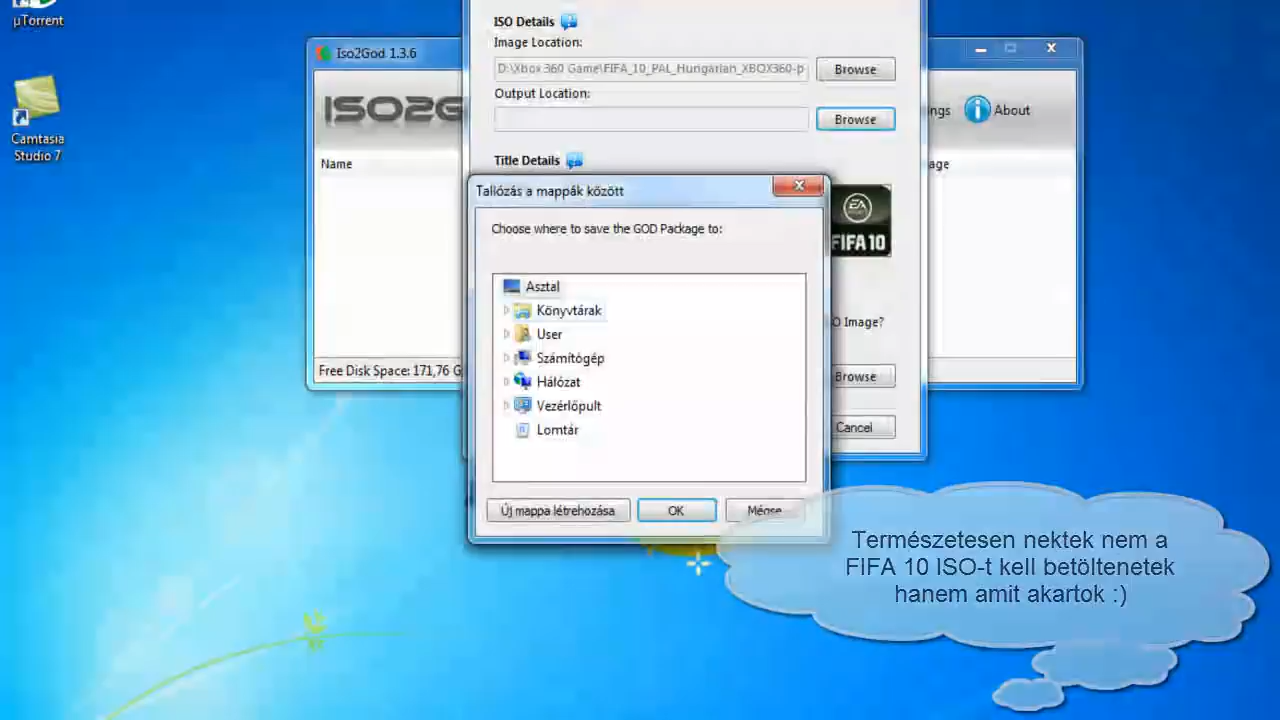 µTorrent
Camtasia
Studio 7
Iso2God 1.3.6
ISO2G
ngs
About
Name
age
Free Disk Space: 171,76 G
ISO Details
Image Location:
D:\Xbox 360 Game\FIFA_10_PAL_Hungarian_XBOX360-p
Browse
Output Location:
Browse
Title Details
EA
FIFA 10
O Image?
Browse
Cancel
Tallózás a mappák között
Choose where to save the GOD Package to:
Asztal
Könyvtárak
User
Számítógép
Hálózat
Vezérlőpult
Lomtár
Új mappa létrehozása
OK
Mégse
Természetesen nektek nem a
FIFA 10 ISO-t kell betöltenetek
hanem amit akartok :)